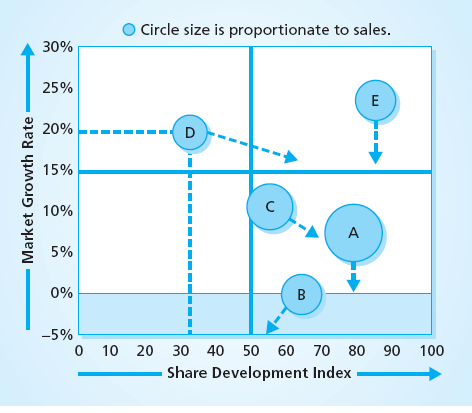 Circle size is proportionate to sales.
30%
25%
20%
15%
10%
5%
0%
–5%
Market Growth Rate
E
D
C
A
B
0 10 20 30 40 50 60 70 80 90 100
Share Development Index